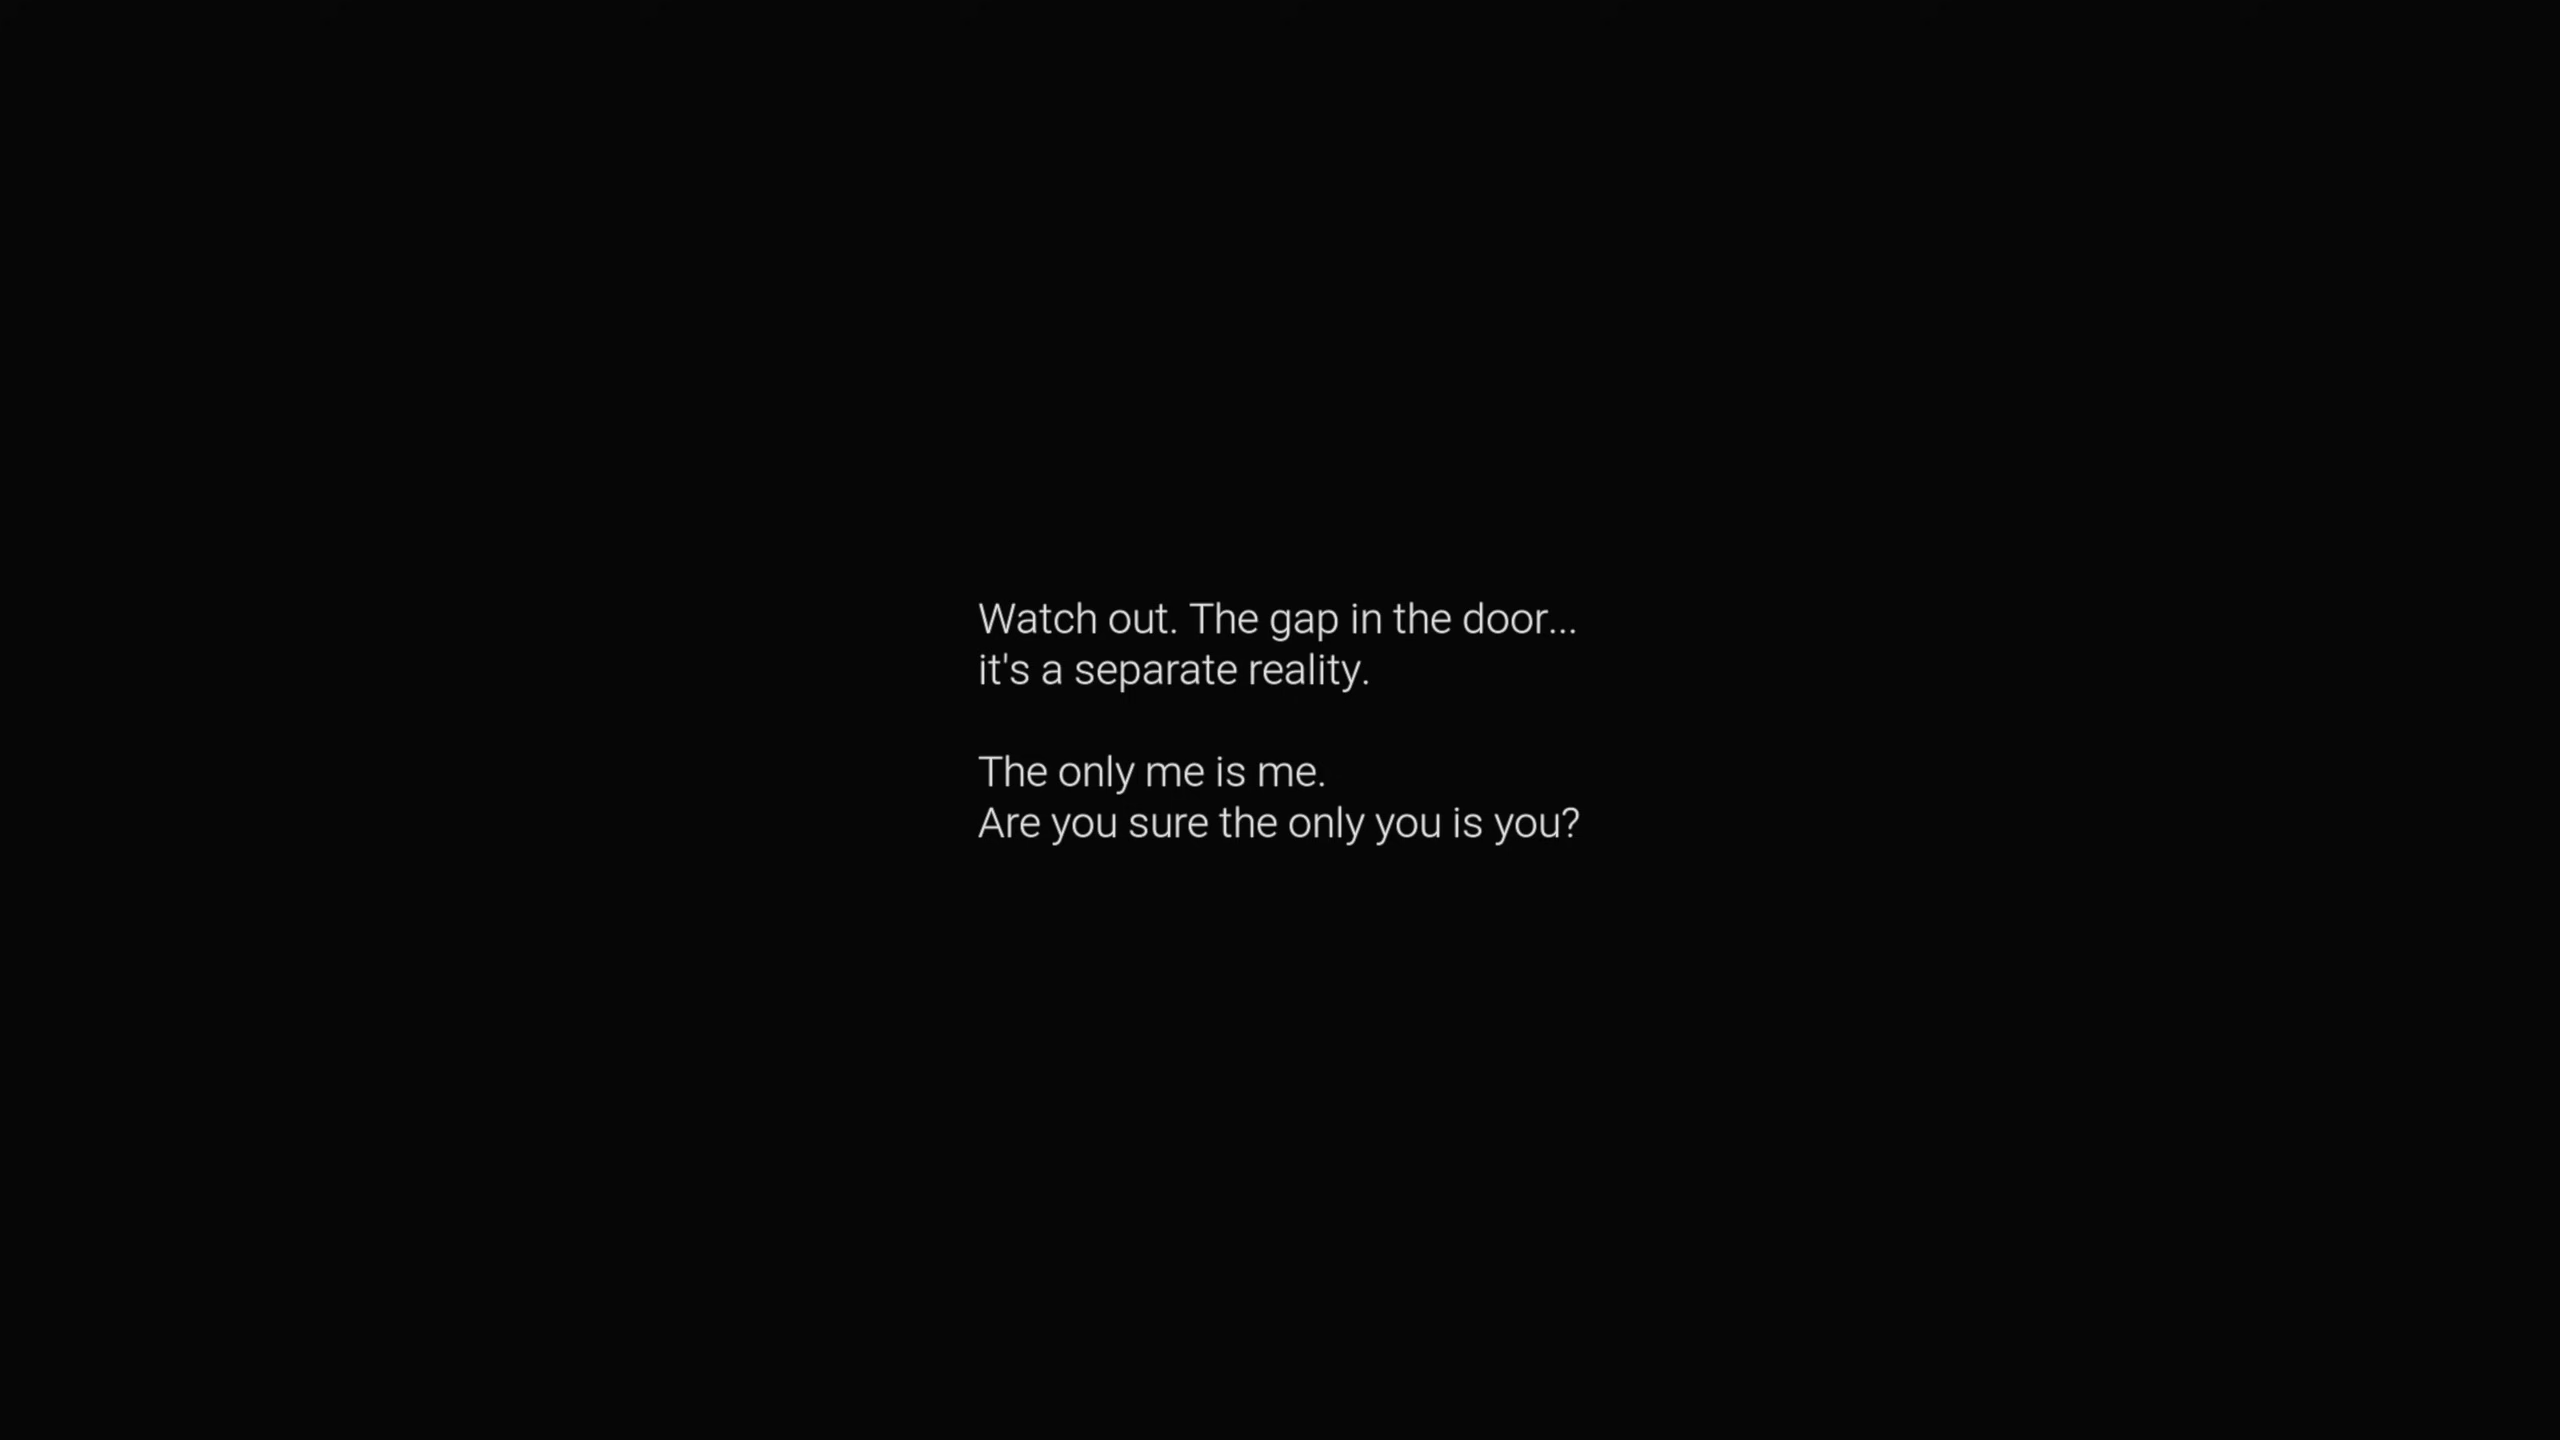 Watch out. The gap in the door...
it's a separate reality.
The only me is me.
Are you sure the only you is you?